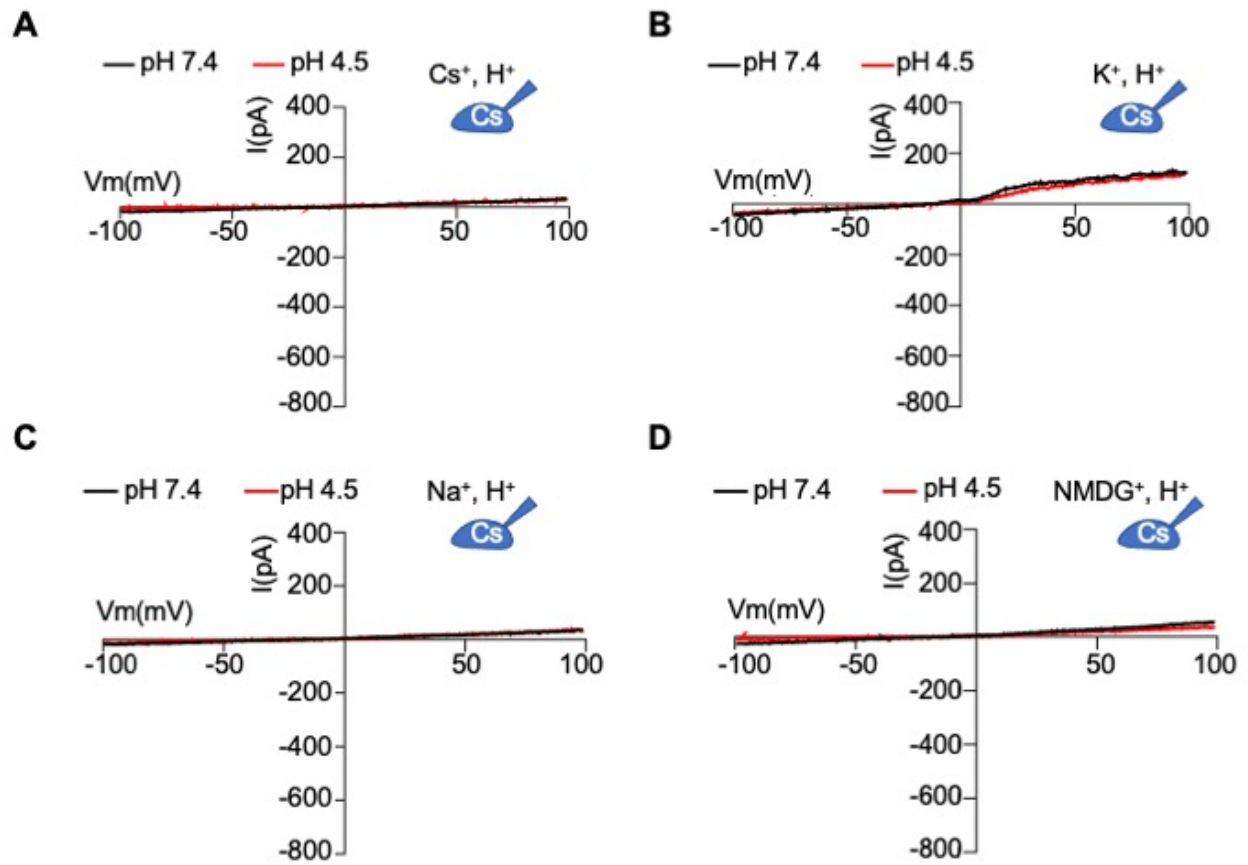 A
pH 7.4 pH 4.5
Cs⁺, H⁺
Cs
I(pA)
400
200
Vm(mV)
-100 -50 50 100
-200
-400
-600
-800
B
pH 7.4 pH 4.5
K⁺, H⁺
Cs
I(pA)
400
200
Vm(mV)
-100 -50 50 100
-200
-400
-600
-800
C
pH 7.4 pH 4.5
Na⁺, H⁺
Cs
I(pA)
400
200
Vm(mV)
-100 -50 50 100
-200
-400
-600
-800
D
pH 7.4 pH 4.5
NMDG⁺, H⁺
Cs
I(pA)
400
200
Vm(mV)
-100 -50 50 100
-200
-400
-600
-800